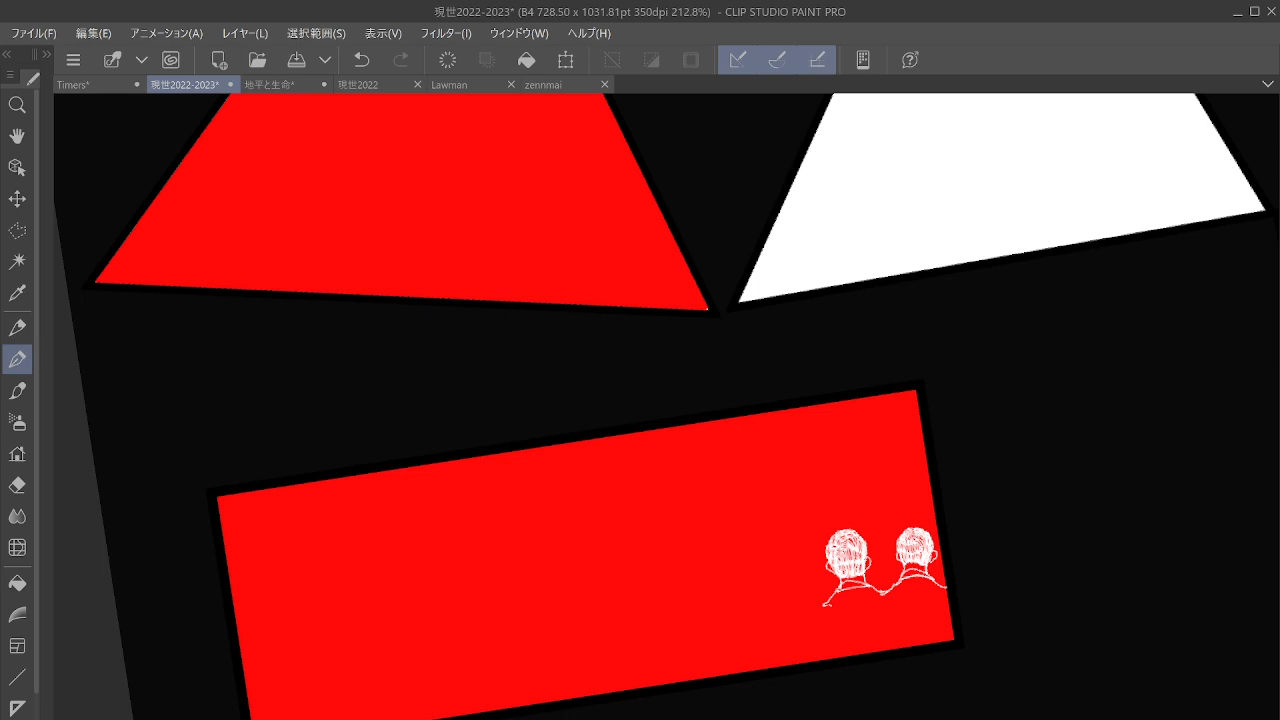 現世2022-2023* (B4 728.50 x 1031.81pt 350dpi 212.8%) - CLIP STUDIO PAINT PRO
ファイル(F) 編集(E) アニメーション(A) レイヤー(L) 選択範囲(S) 表示(V) フィルター(I) ウィンドウ(W) ヘルプ(H)
Timers* 現世2022-2023* 地平と生命* 現世2022 Lawman zennmai